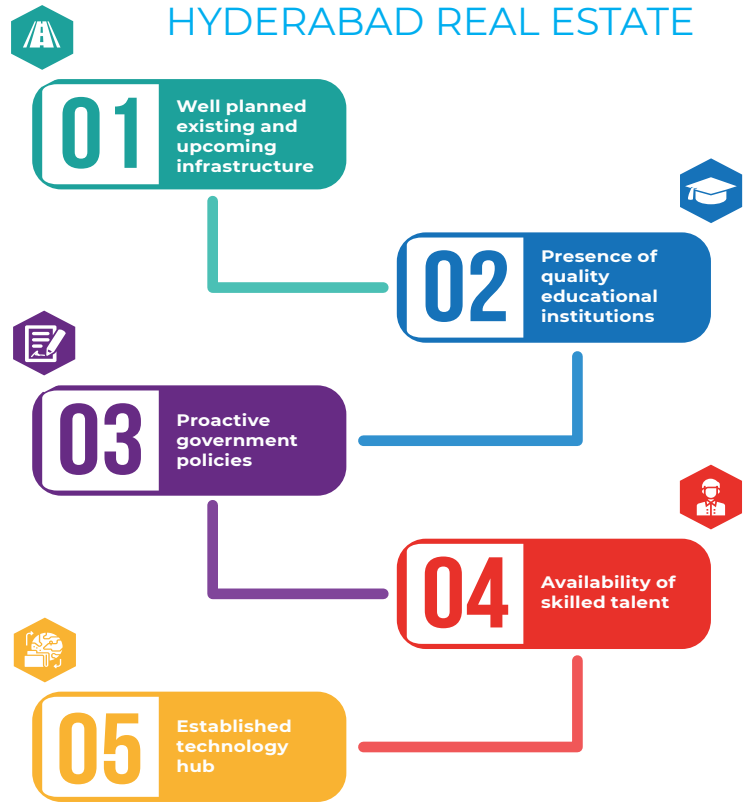 HYDERABAD REAL ESTATE
01
Well planned
existing and
upcoming
infrastructure
02
Presence of
quality
educational
institutions
03
Proactive
government
policies
04
Availability of
skilled talent
05
Established
technology
hub